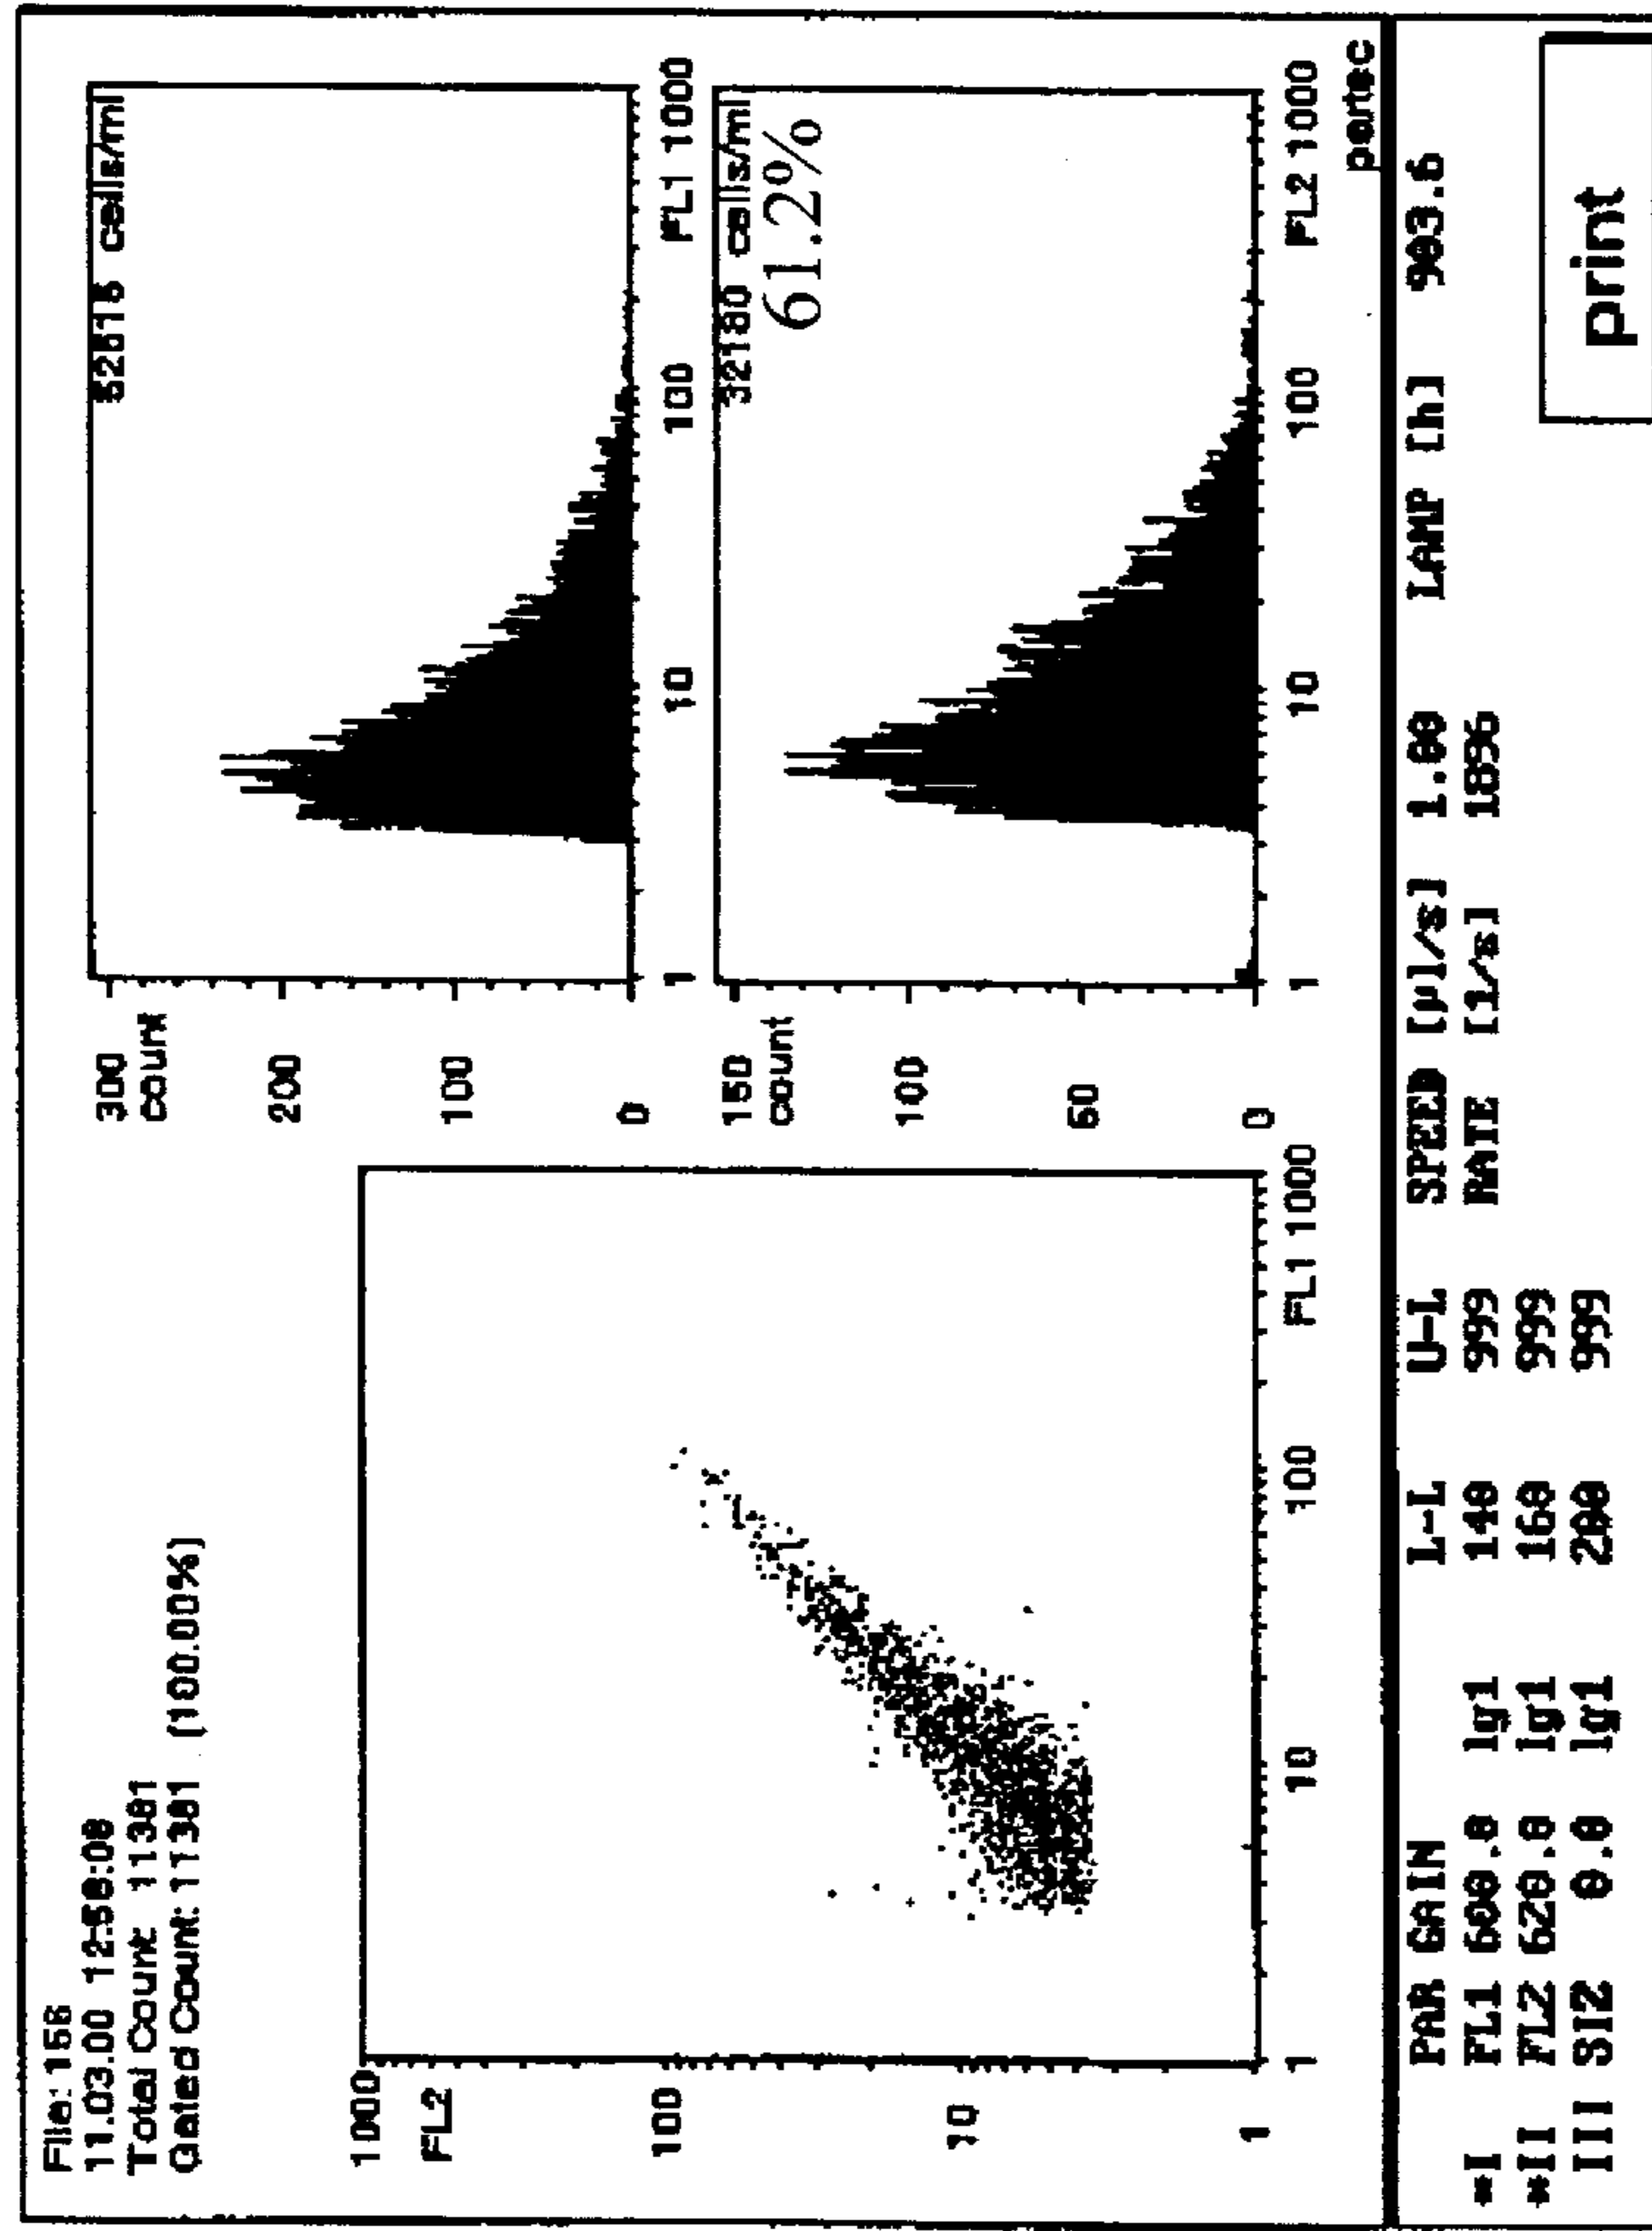 File: 156
11.03.00 12:58:08
Total Count: 11381
Gated Count: 11381 (100.00%)
1000
FL2
100
10
1
1 10 100 FL1 1000
300
count
200
100
0
cells/ml
1 10 100 FL1 1000
150
count
100
50
0
32180 cells/ml
61.2%
1 10 100 FL2 1000
partec
PAR GAIN L-L U-L SPEED [µl/s] 1.00 LAMP [h] 903.6
*I FL1 600.0 lg1 140 999 RATE [1/s] 1896
*II FL2 620.0 lg1 160 999
III SI2 0.0 lg1 200 999
print